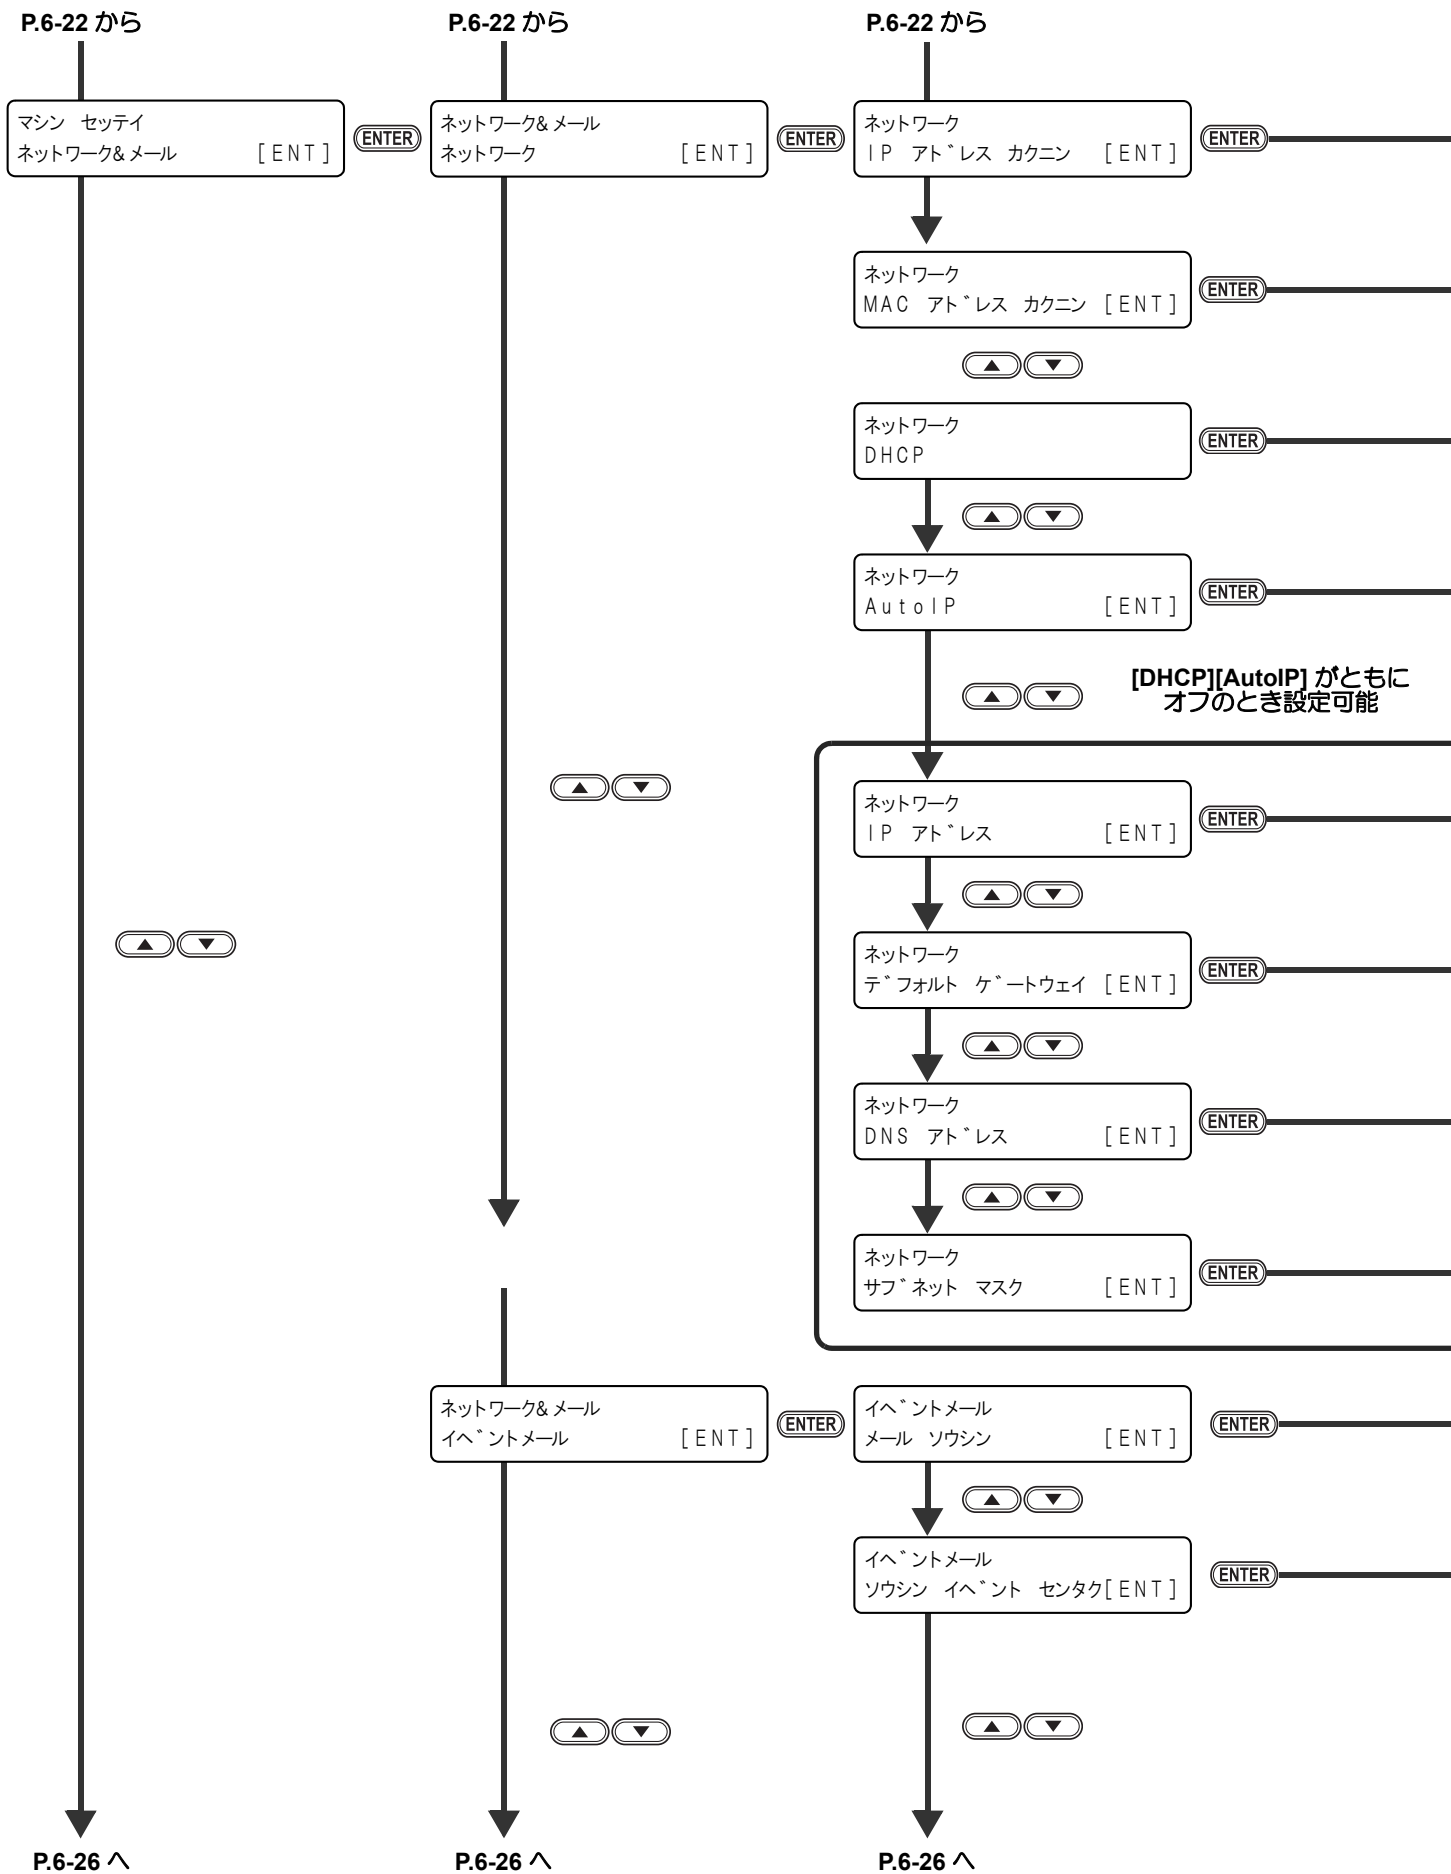 P.6-22 から
P.6-22 から
P.6-22 から
マシン セッテイ
ネットワーク&メール [ENT]
ENTER
ネットワーク&メール
ネットワーク [ENT]
ENTER
ネットワーク
IP アドレス カクニン [ENT]
ENTER
ネットワーク
MAC アドレス カクニン [ENT]
ENTER
ネットワーク
DHCP
ENTER
ネットワーク
AutoIP [ENT]
ENTER
[DHCP][AutoIP] がともに
オフのとき設定可能
ネットワーク
IP アドレス [ENT]
ENTER
ネットワーク
デフォルト ゲートウェイ [ENT]
ENTER
ネットワーク
DNS アドレス [ENT]
ENTER
ネットワーク
サブネット マスク [ENT]
ENTER
ネットワーク&メール
イベントメール [ENT]
ENTER
イベントメール
メール ソウシン [ENT]
ENTER
イベントメール
ソウシン イベント センタク[ENT]
ENTER
P.6-26 へ
P.6-26 へ
P.6-26 へ